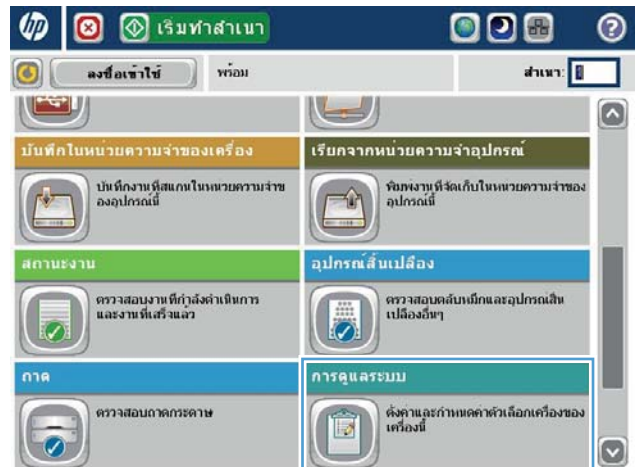 hp
เริ่มทำสำเนา
ลงชื่อเข้าใช้
พร้อม
สำเนา: 1
บันทึกในหน่วยความจำของเครื่อง
เรียกจากหน่วยความจำอุปกรณ์
บันทึกงานที่สแกนในหน่วยความจำข
องอุปกรณ์นี้
พิมพ์งานที่จัดเก็บในหน่วยความจำของ
อุปกรณ์นี้
สถานะงาน
อุปกรณ์สิ้นเปลือง
ตรวจสอบงานที่กำลังดำเนินการ
และงานที่เสร็จแล้ว
ตรวจสอบตลับหมึกและอุปกรณ์สิ้น
เปลืองอื่นๆ
ถาด
การดูแลระบบ
ตรวจสอบถาดกระดาษ
ตั้งค่าและกำหนดค่าตัวเลือกเครื่องของ
เครื่องนี้